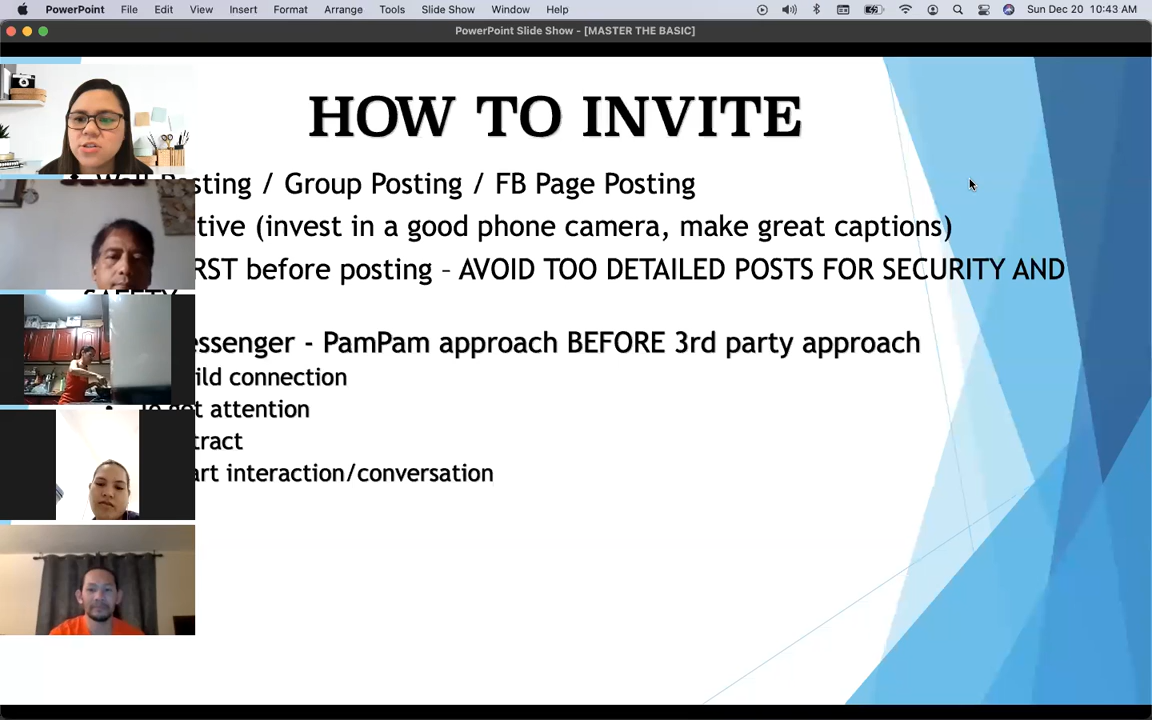 PowerPoint File Edit View Insert Format Arrange Tools Slide Show Window Help Sun Dec 20 10:43 AM
PowerPoint Slide Show - [MASTER THE BASIC]
HOW TO INVITE
sting / Group Posting / FB Page Posting
tive (invest in a good phone camera, make great captions)
RST before posting – AVOID TOO DETAILED POSTS FOR SECURITY AND
essenger - PamPam approach BEFORE 3rd party approach
ild connection
attention
tract
art interaction/conversation